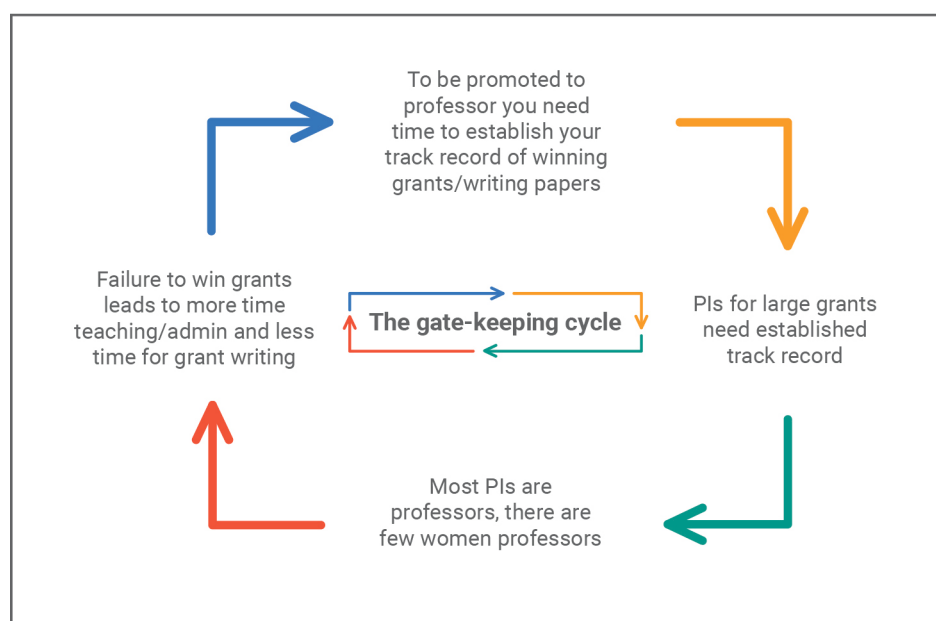 To be promoted to
professor you need
time to establish your
track record of winning
grants/writing papers
PIs for large grants
need established
track record
Most PIs are
professors, there are
few women professors
Failure to win grants
leads to more time
teaching/admin and less
time for grant writing
The gate-keeping cycle